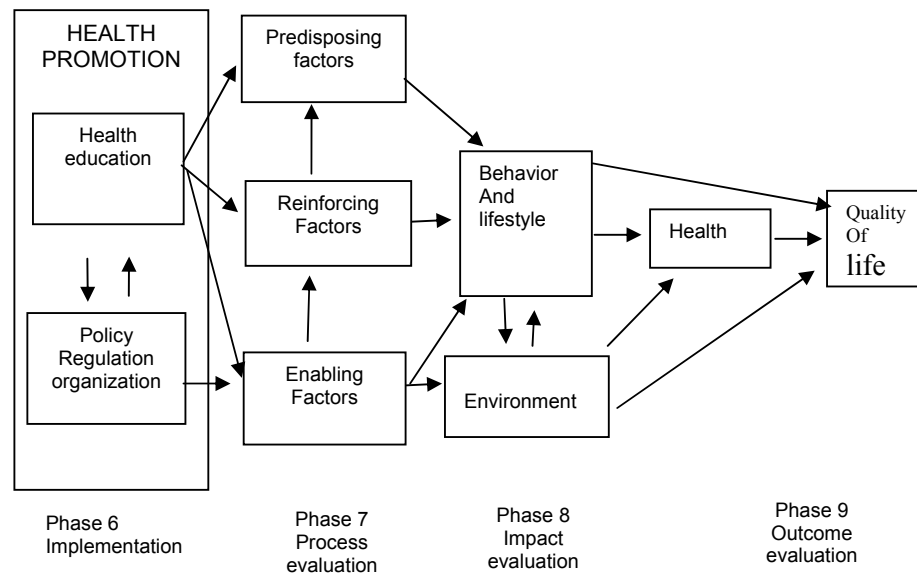 HEALTH
PROMOTION
Health
education
Policy
Regulation
organization
Predisposing
factors
Reinforcing
Factors
Enabling
Factors
Behavior
And
lifestyle
Environment
Health
Quality
Of
life
Phase 6
Implementation
Phase 7
Process
evaluation
Phase 8
Impact
evaluation
Phase 9
Outcome
evaluation